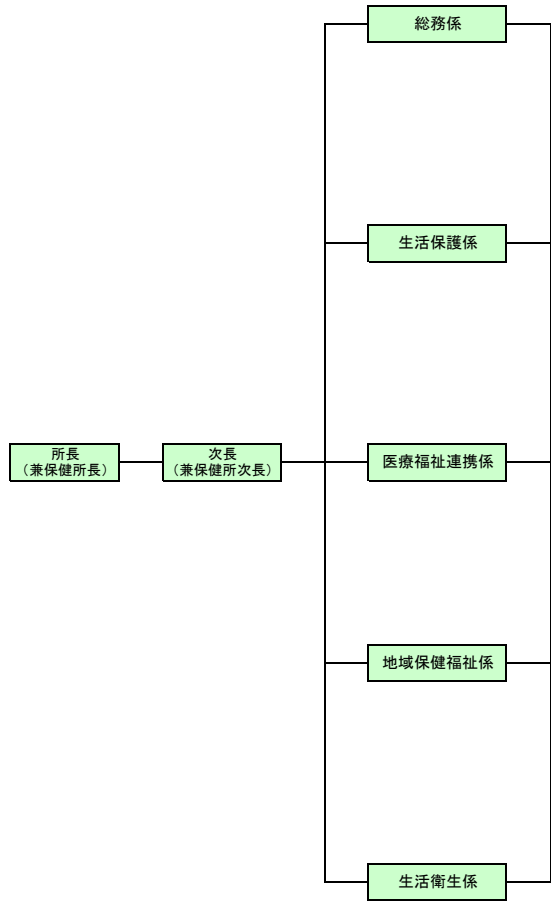 総務係
生活保護係
所長
（兼保健所長）
次長
（兼保健所次長）
医療福祉連携係
地域保健福祉係
生活衛生係